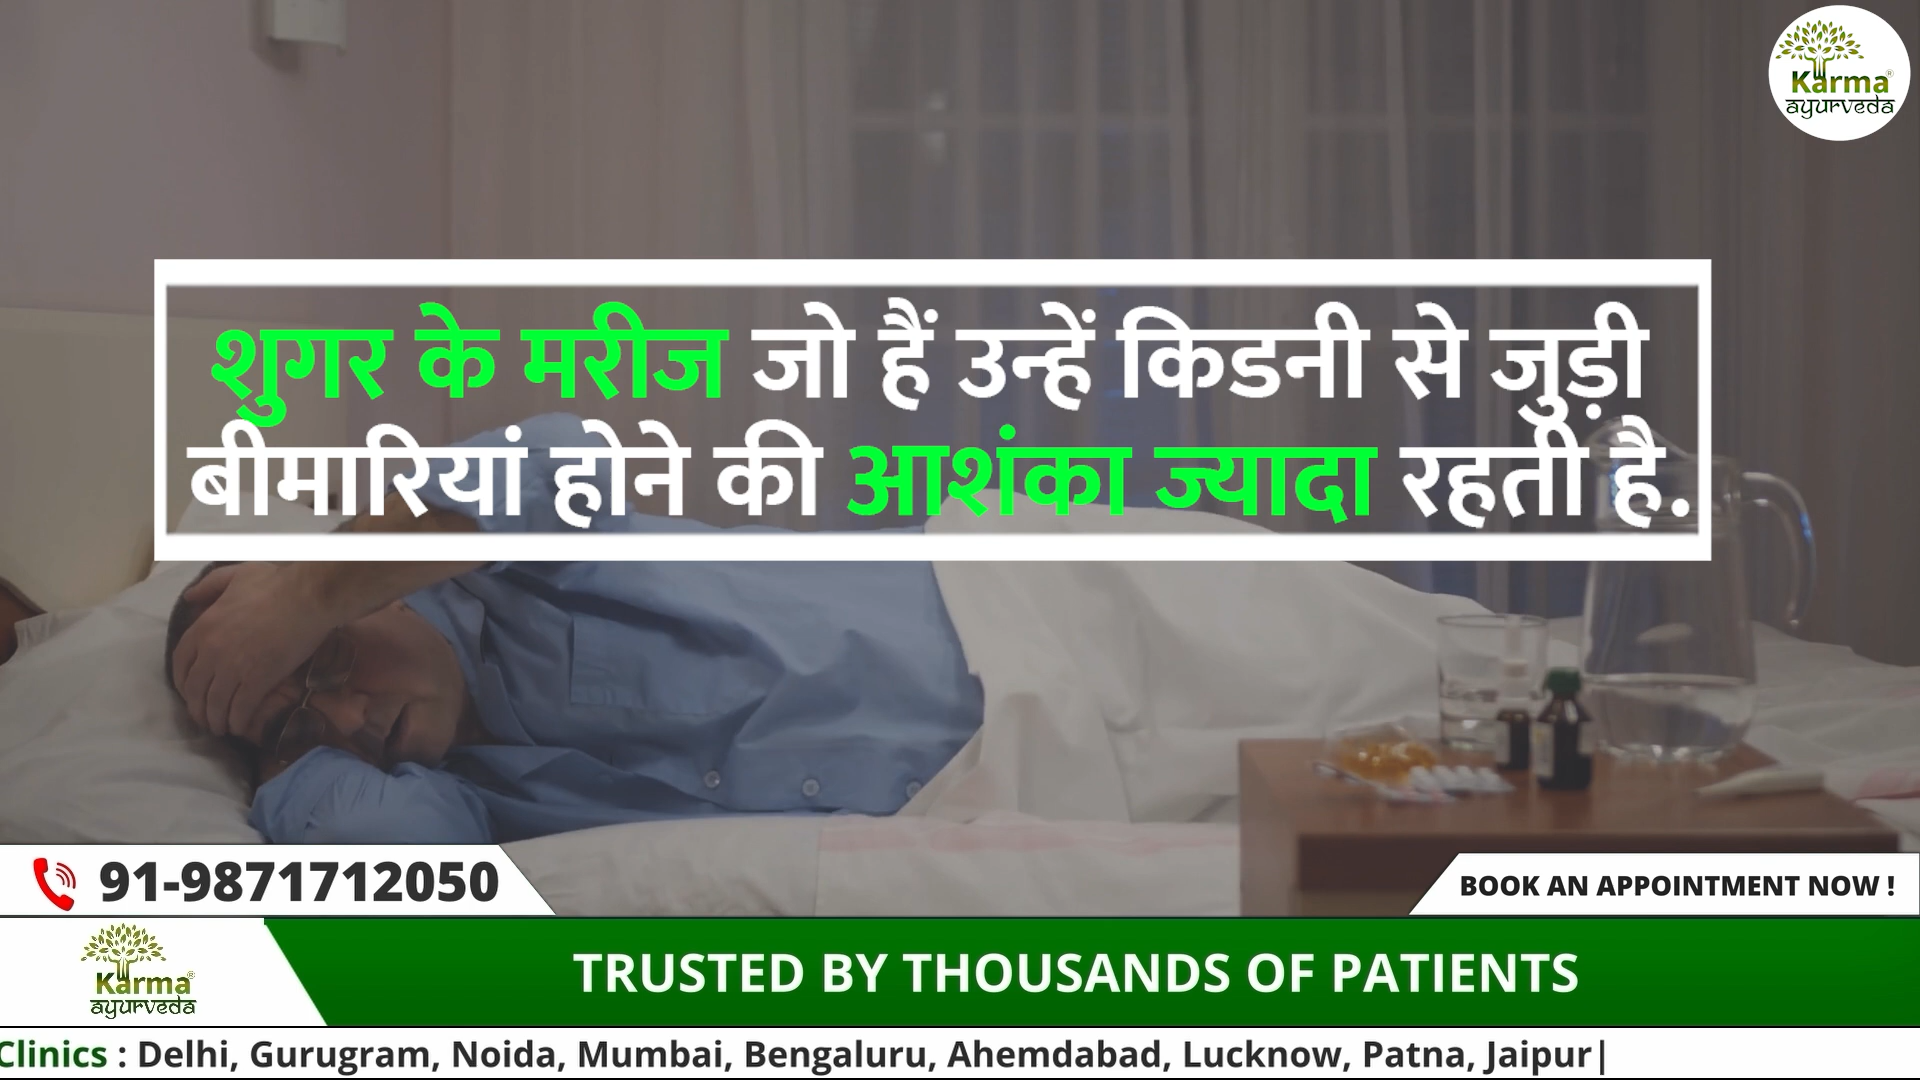 Karma®
ayurveda
शुगर के मरीज जो हैं उन्हें किडनी से जुड़ी
बीमारियां होने की आशंका ज्यादा रहती है.
91-9871712050
BOOK AN APPOINTMENT NOW !
Karma®
ayurveda
TRUSTED BY THOUSANDS OF PATIENTS
Clinics : Delhi, Gurugram, Noida, Mumbai, Bengaluru, Ahemdabad, Lucknow, Patna, Jaipur|